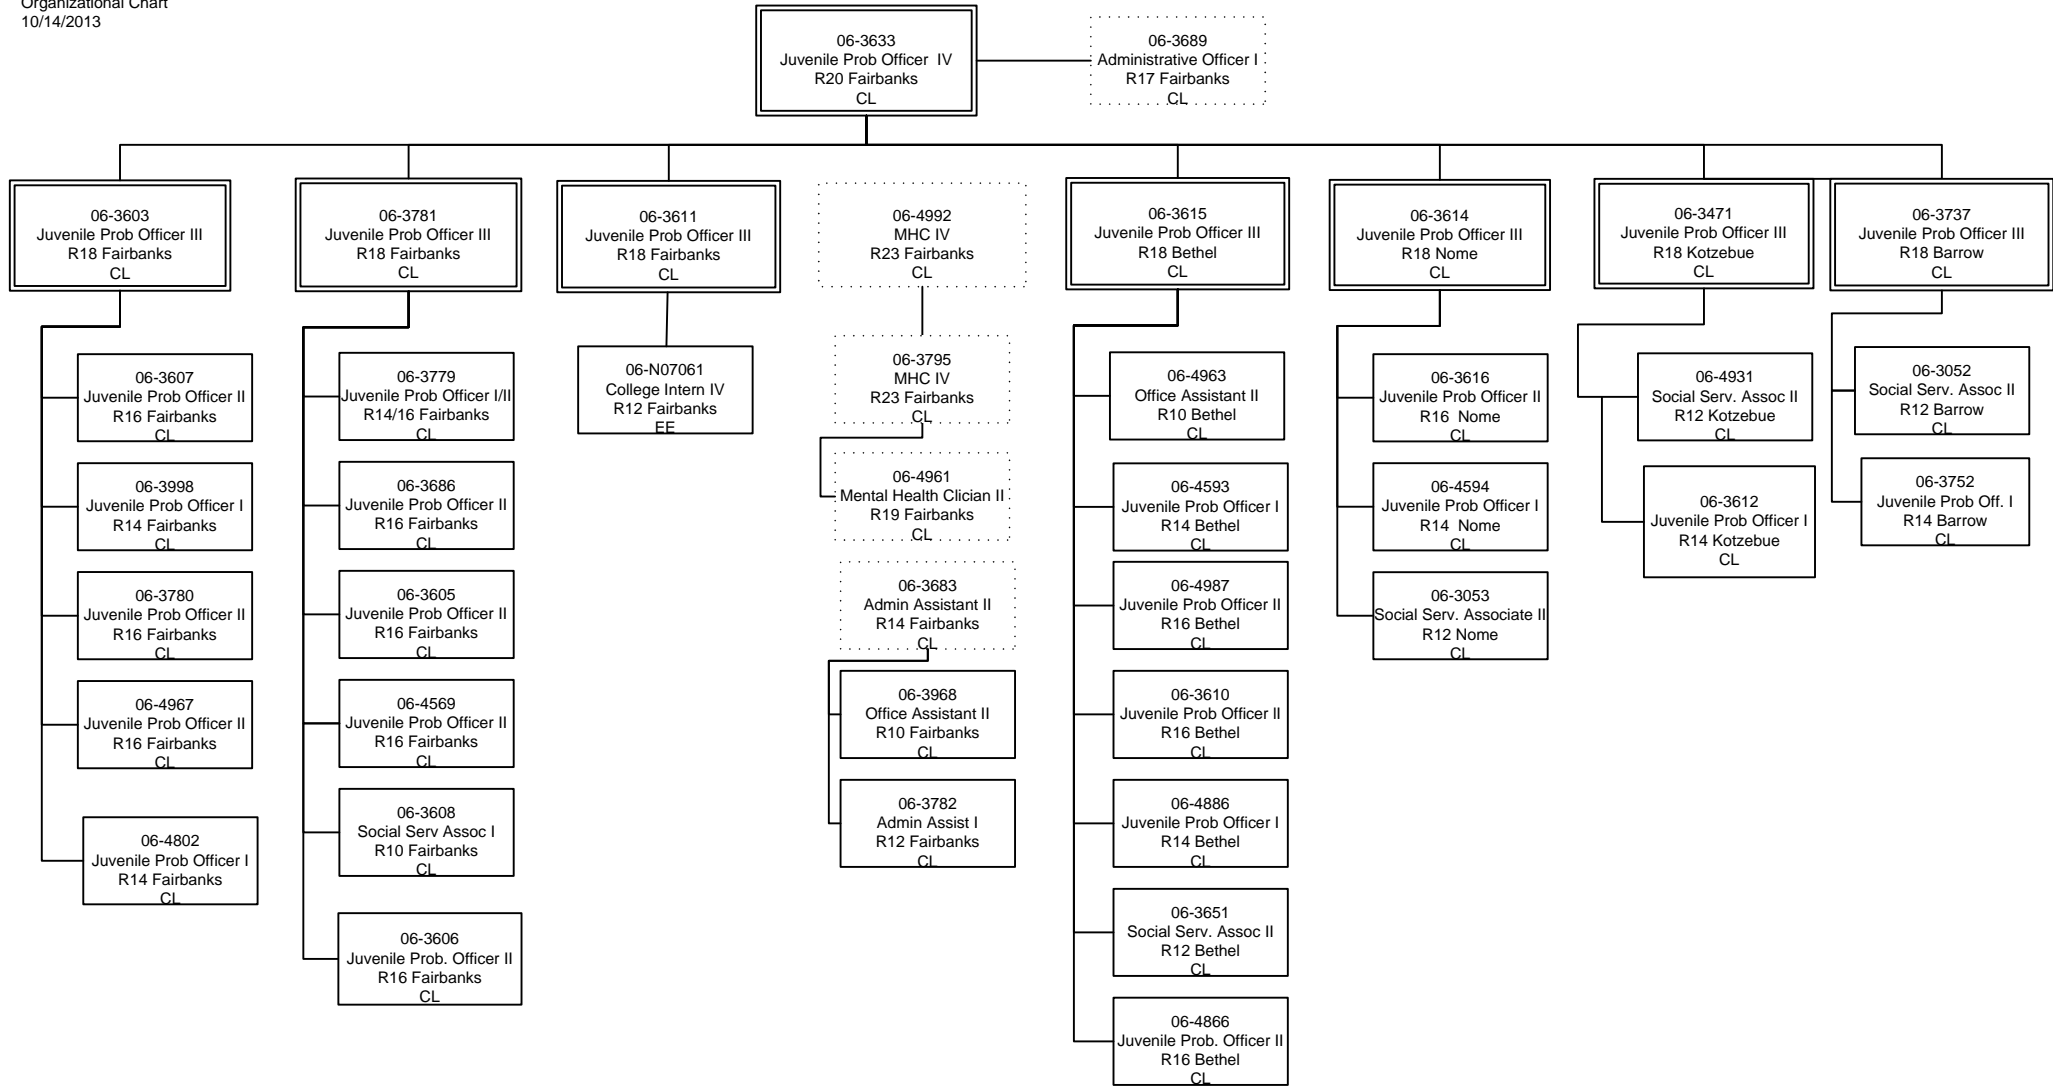 Organizational Chart
10/14/2013
06-3633
Juvenile Prob Officer  IV
R20 Fairbanks
CL
06-3689
Administrative Officer I
R17 Fairbanks
CL
06-3603
Juvenile Prob Officer III
R18 Fairbanks
CL
06-3781
Juvenile Prob Officer III
R18 Fairbanks
CL
06-3611
Juvenile Prob Officer III
R18 Fairbanks
CL
06-4992
MHC IV
R23 Fairbanks
CL
06-3615
Juvenile Prob Officer III
R18 Bethel
CL
06-3614
Juvenile Prob Officer III
R18 Nome
CL
06-3471
Juvenile Prob Officer III
R18 Kotzebue
CL
06-3737
Juvenile Prob Officer III
R18 Barrow
CL
06-3607
Juvenile Prob Officer II
R16 Fairbanks
CL
06-3998
Juvenile Prob Officer I
R14 Fairbanks
CL
06-3780
Juvenile Prob Officer II
R16 Fairbanks
CL
06-4967
Juvenile Prob Officer II
R16 Fairbanks
CL
06-4802
Juvenile Prob Officer I
R14 Fairbanks
CL
06-3779
Juvenile Prob Officer I/II
R14/16 Fairbanks
CL
06-3686
Juvenile Prob Officer II
R16 Fairbanks
CL
06-3605
Juvenile Prob Officer II
R16 Fairbanks
CL
06-4569
Juvenile Prob Officer II
R16 Fairbanks
CL
06-3608
Social Serv Assoc I
R10 Fairbanks
CL
06-3606
Juvenile Prob. Officer II
R16 Fairbanks
CL
06-N07061
College Intern IV
R12 Fairbanks
EE
06-3795
MHC IV
R23 Fairbanks
CL
06-4961
Mental Health Clician II
R19 Fairbanks
CL
06-3683
Admin Assistant II
R14 Fairbanks
CL
06-3968
Office Assistant II
R10 Fairbanks
CL
06-3782
Admin Assist I
R12 Fairbanks
CL
06-4963
Office Assistant II
R10 Bethel
CL
06-4593
Juvenile Prob Officer I
R14 Bethel
CL
06-4987
Juvenile Prob Officer II
R16 Bethel
CL
06-3610
Juvenile Prob Officer II
R16 Bethel
CL
06-4886
Juvenile Prob Officer I
R14 Bethel
CL
06-3651
Social Serv. Assoc II
R12 Bethel
CL
06-4866
Juvenile Prob. Officer II
R16 Bethel
CL
06-3616
Juvenile Prob Officer II
R16  Nome
CL
06-4594
Juvenile Prob Officer I
R14  Nome
CL
06-3053
Social Serv. Associate II
R12 Nome
CL
06-4931
Social Serv. Assoc II
R12 Kotzebue
CL
06-3612
Juvenile Prob Officer I
R14 Kotzebue
CL
06-3052
Social Serv. Assoc II
R12 Barrow
CL
06-3752
Juvenile Prob Off. I
R14 Barrow
CL